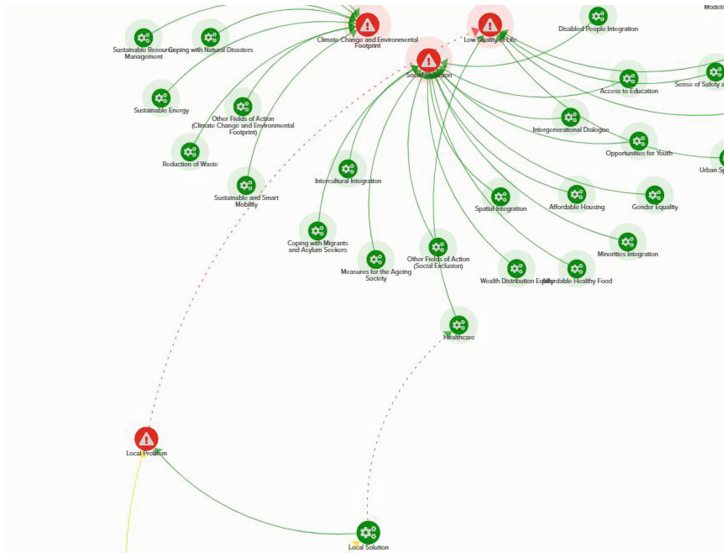 Models
Disabled People Integration
Climate Change and Environmental
Footprint
Sustainable Resource
Management
Coping with Natural Disasters
Low Quality of Life
Access to Education
Sense of Safety a
Sustainable Energy
Other Fields of Action
(Climate Change and Environmental
Footprint)
Intergenerational Dialogue
Opportunities for Youth
Reduction of Waste
Urban Sp
Intercultural Integration
Sustainable and Smart
Mobility
Spatial Integration
Affordable Housing
Gender Equality
Coping with Migrants
and Asylum Seekers
Minorities Integration
Other Fields of Action
(Social Exclusion)
Measures for the Ageing
Society
Wealth Distribution
Affordable Healthy Food
Healthcare
Local Problem
Local Solution